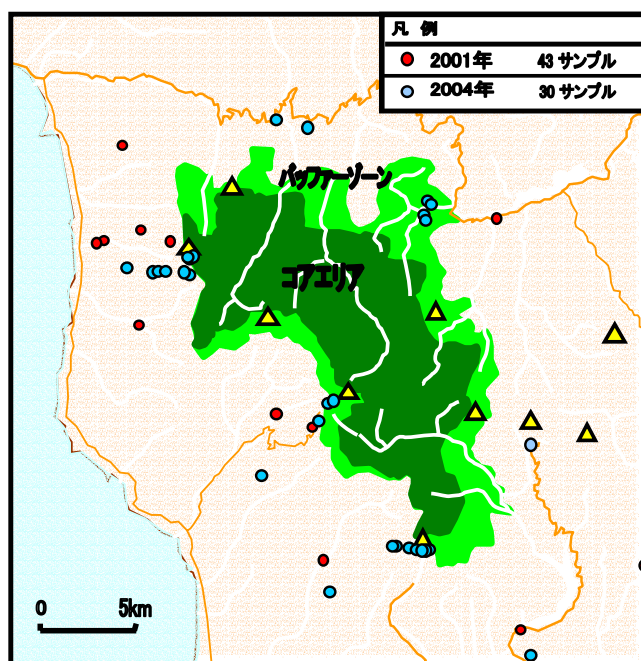 凡 例
2001年 43 サンプル
2004年 30 サンプル
バッファーゾーン
コアエリア
0 5km